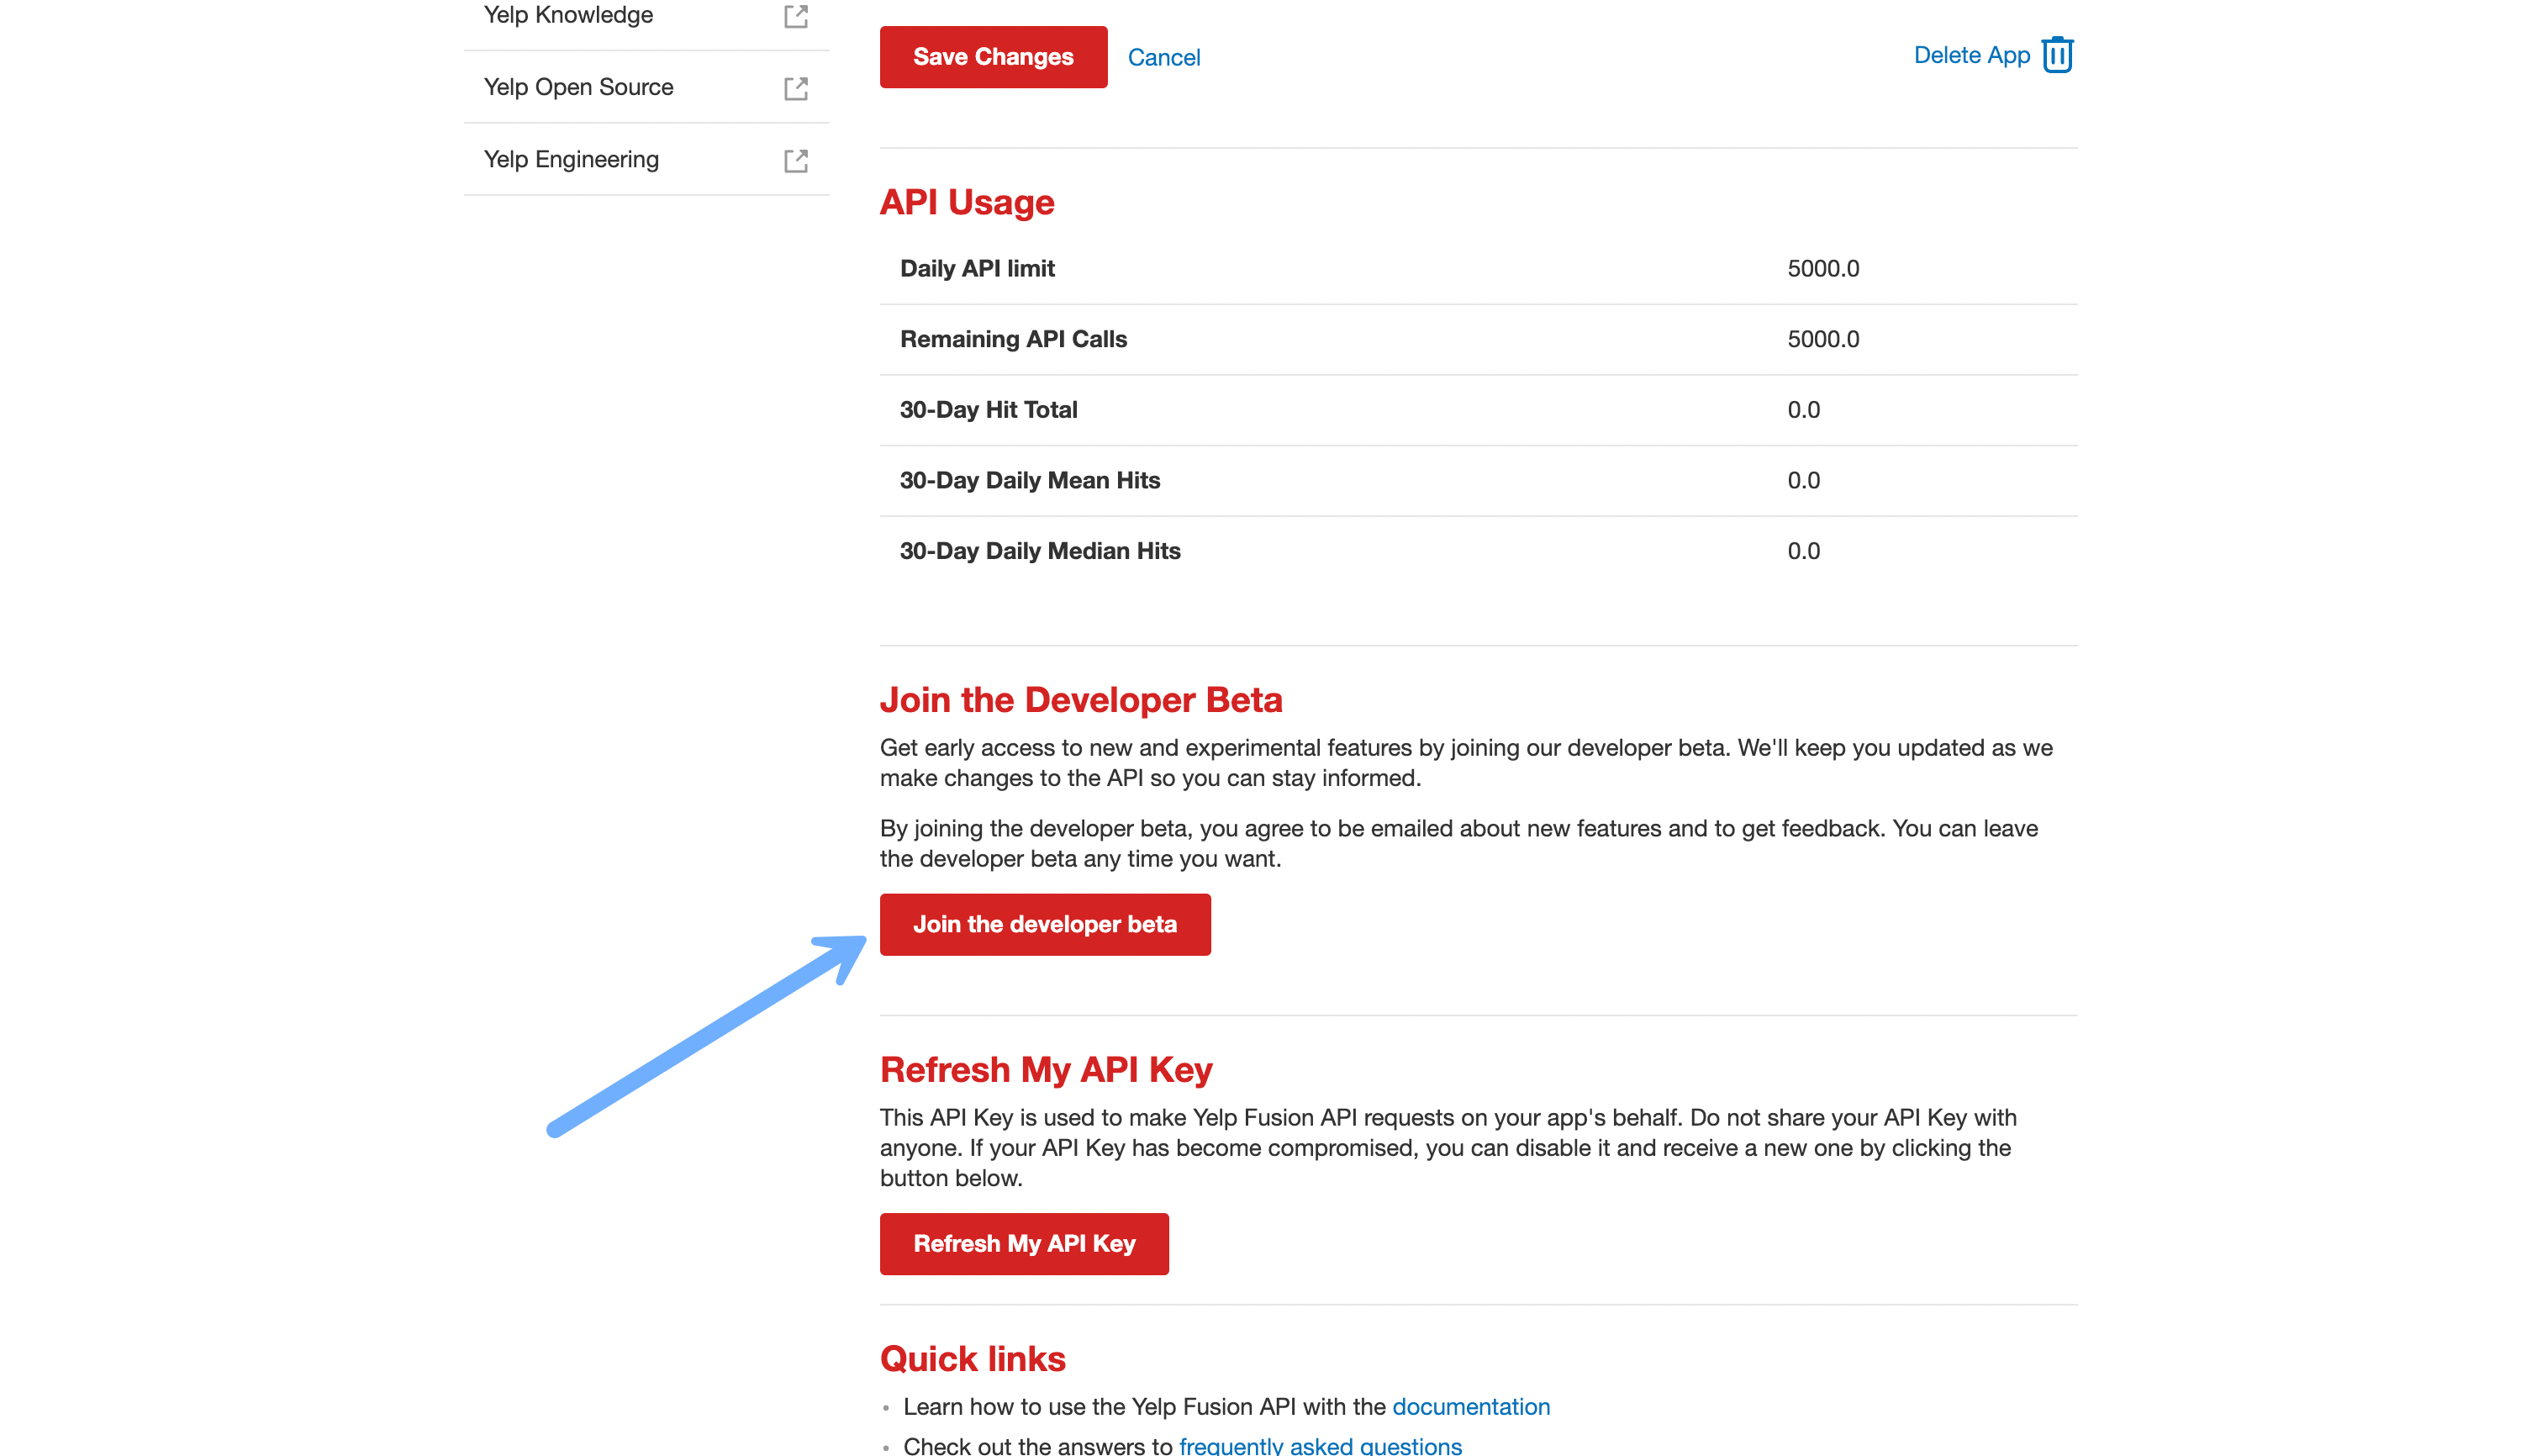 Yelp Knowledge
Yelp Open Source
Yelp Engineering
Save Changes Cancel Delete App
API Usage
Daily API limit 5000.0
Remaining API Calls 5000.0
30-Day Hit Total 0.0
30-Day Daily Mean Hits 0.0
30-Day Daily Median Hits 0.0
Join the Developer Beta
Get early access to new and experimental features by joining our developer beta. We'll keep you updated as we
make changes to the API so you can stay informed.
By joining the developer beta, you agree to be emailed about new features and to get feedback. You can leave
the developer beta any time you want.
Join the developer beta
Refresh My API Key
This API Key is used to make Yelp Fusion API requests on your app's behalf. Do not share your API Key with
anyone. If your API Key has become compromised, you can disable it and receive a new one by clicking the
button below.
Refresh My API Key
Quick links
• Learn how to use the Yelp Fusion API with the documentation
• Check out the answers to frequently asked questions